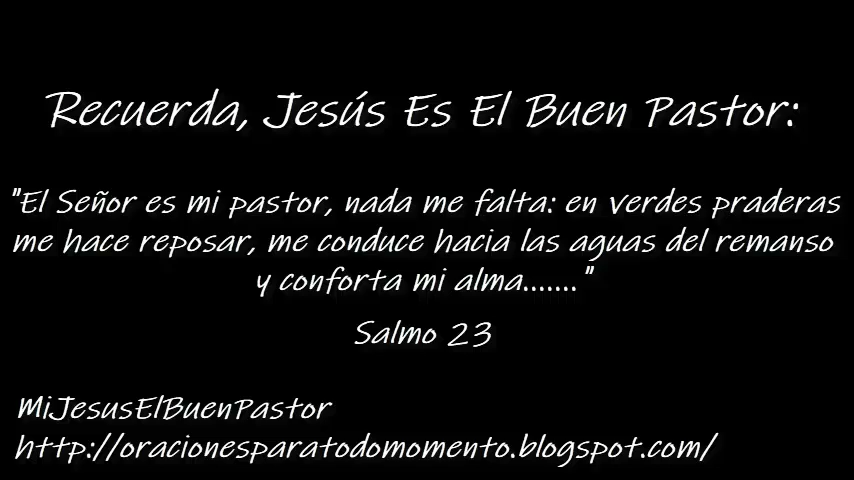 Recuerda, Jesús Es El Buen Pastor:
"El Señor es mi pastor, nada me falta: en verdes praderas
me hace reposar, me conduce hacia las aguas del remanso
y conforta mi alma......."
Salmo 23
MiJesusElBuenPastor
http://oracionesparatodomomento.blogspot.com/